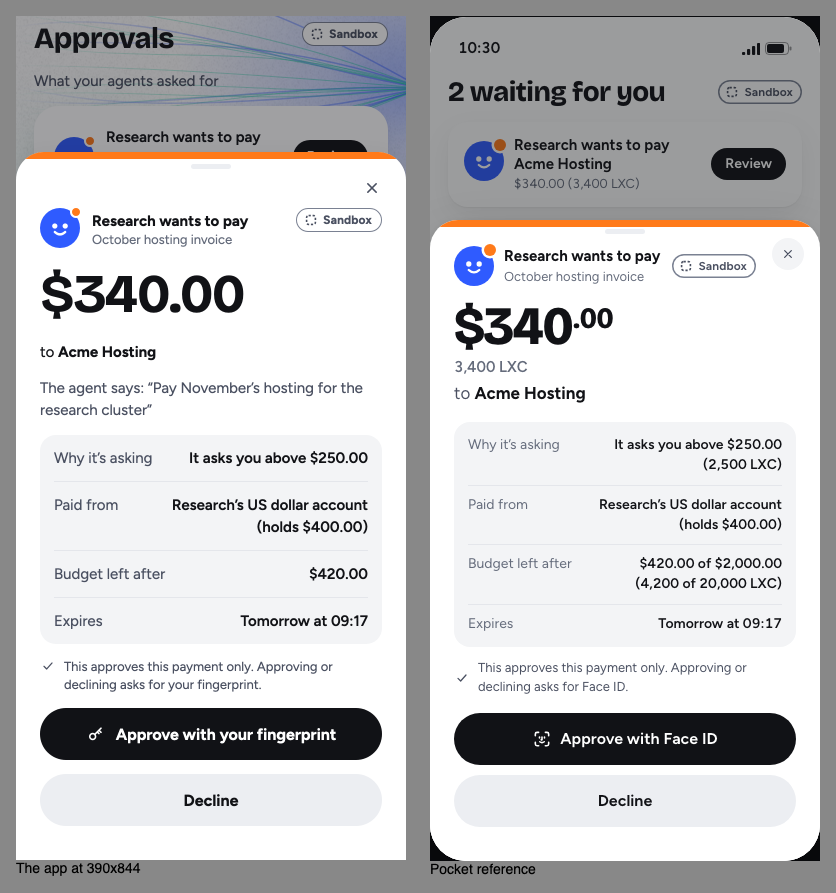 Approvals
Sandbox
What your agents asked for
Research wants to pay
Research wants to pay
Sandbox
October hosting invoice
$340.00
to Acme Hosting
The agent says: “Pay November’s hosting for the
research cluster”
Why it’s asking
It asks you above $250.00
Paid from
Research’s US dollar account
(holds $400.00)
Budget left after
$420.00
Expires
Tomorrow at 09:17
This approves this payment only. Approving or
declining asks for your fingerprint.
Approve with your fingerprint
Decline
The app at 390x844
10:30
2 waiting for you
Sandbox
Research wants to pay
Acme Hosting
$340.00 (3,400 LXC)
Review
Research wants to pay
October hosting invoice
Sandbox
$340.00
3,400 LXC
to Acme Hosting
Why it’s asking
It asks you above $250.00
(2,500 LXC)
Paid from
Research’s US dollar account
(holds $400.00)
Budget left after
$420.00 of $2,000.00
(4,200 of 20,000 LXC)
Expires
Tomorrow at 09:17
This approves this payment only. Approving or
declining asks for Face ID.
Approve with Face ID
Decline
Pocket reference